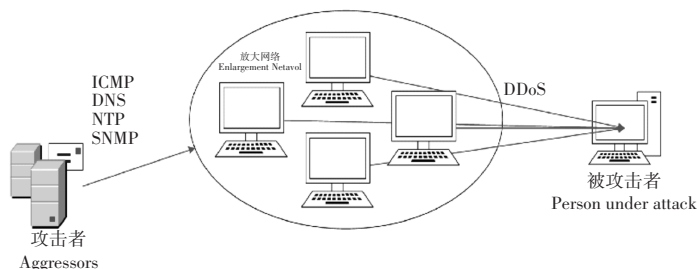 放大网络
Enlargement Netavol
ICMP
DNS
NTP
SNMP
DDoS
攻击者
Aggressors
被攻击者
Person under attack